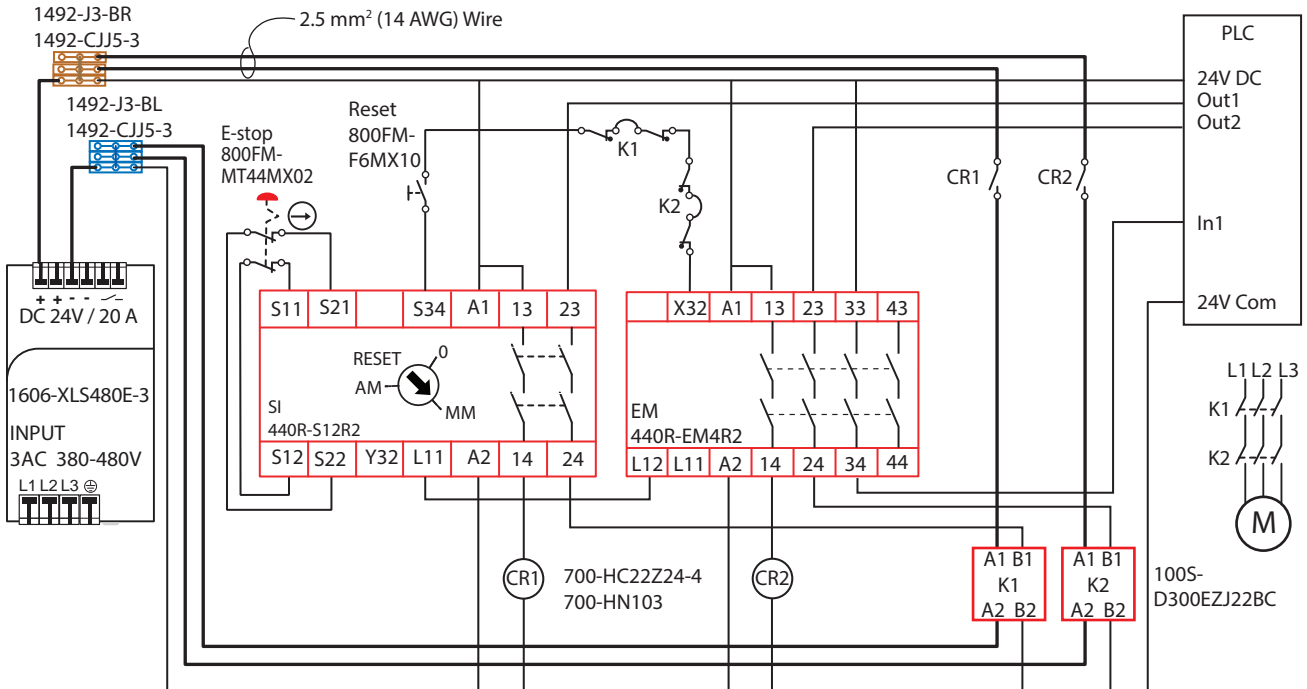 1492-J3-BR
1492-CJJ5-3
2.5 mm² (14 AWG) Wire
1492-J3-BL
1492-CJJ5-3
E-stop
800FM-
MT44MX02
Reset
800FM-
F6MX10
K1
K2
CR1
CR2
PLC
24V DC
Out1
Out2
In1
24V Com
+ + - -
DC 24V / 20 A
1606-XLS480E-3
INPUT
3AC 380-480V
L1 L2 L3
S11 S21 S34 A1 13 23
RESET
0
AM
MM
SI
440R-S12R2
S12 S22 Y32 L11 A2 14 24
X32 A1 13 23 33 43
EM
440R-EM4R2
L12 L11 A2 14 24 34 44
L1 L2 L3
K1
K2
M
CR1
700-HC22Z24-4
700-HN103
CR2
A1 B1
K1
A2 B2
A1 B1
K2
A2 B2
100S-
D300EZJ22BC